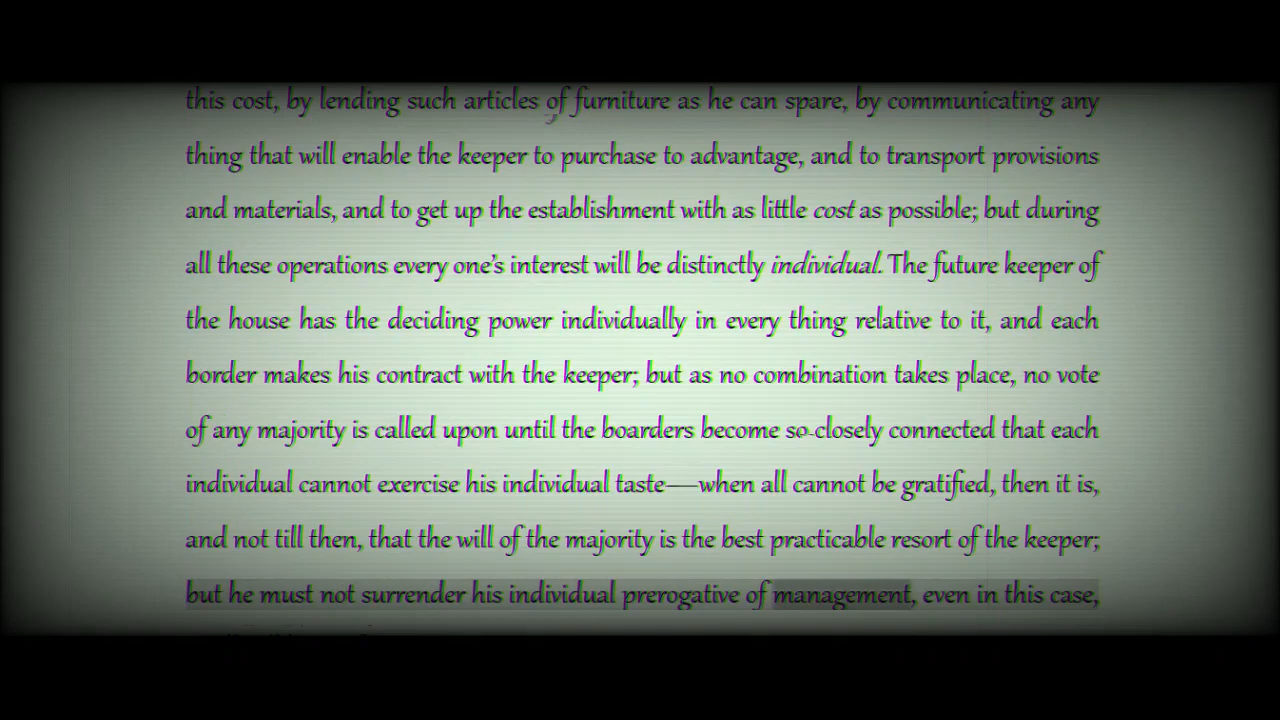 this cost, by lending such articles of furniture as he can spare, by communicating any
thing that will enable the keeper to purchase to advantage, and to transport provisions
and materials, and to get up the establishment with as little cost as possible; but during
all these operations every one's interest will be distinctly individual. The future keeper of
the house has the deciding power individually in every thing relative to it, and each
border makes his contract with the keeper; but as no combination takes place, no vote
of any majority is called upon until the boarders become so closely connected that each
individual cannot exercise his individual taste—when all cannot be gratified, then it is,
and not till then, that the will of the majority is the best practicable resort of the keeper;
but he must not surrender his individual prerogative of management, even in this case,